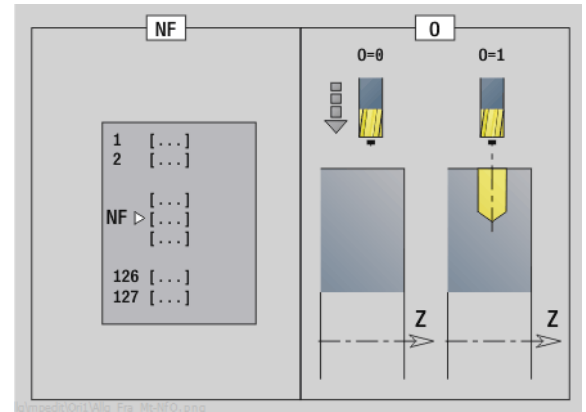 NF
1 [...]
2 [...]
[...]
NF [...]
[...]
126 [...]
127 [...]
O
O=0 O=1
Z Z